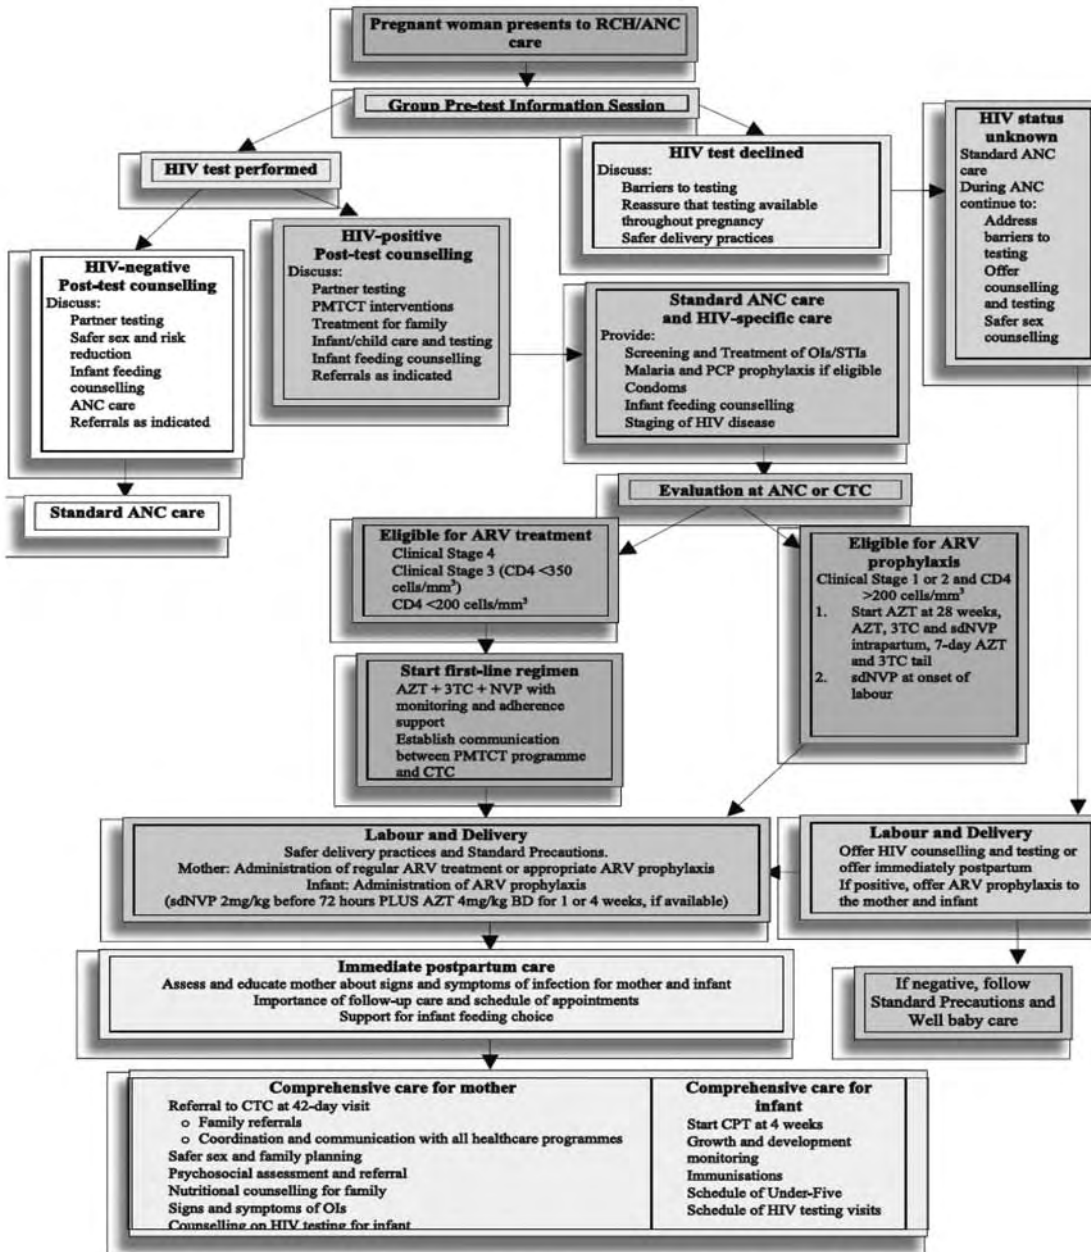 Pregnant woman presents to RCH/ANC
care
Group Pre-test Information Session
HIV test performed
HIV test declined
Discuss:
Barriers to testing
Reassure that testing available
throughout pregnancy
Safer delivery practices
HIV status
unknown
Standard ANC
care
During ANC
continue to:
Address
barriers to
testing
Offer
counselling
and testing
Safer sex
counselling
HIV-negative
Post-test counselling
Discuss:
Partner testing
Safer sex and risk
reduction
Infant feeding
counselling
ANC care
Referrals as indicated
HIV-positive
Post-test counselling
Discuss:
Partner testing
PMTCT interventions
Treatment for family
Infant/child care and testing
Infant feeding counselling
Referrals as indicated
Standard ANC care
and HIV-specific care
Provide:
Screening and Treatment of OIs/STIs
Malaria and PCP prophylaxis if eligible
Condoms
Infant feeding counselling
Staging of HIV disease
Standard ANC care
Evaluation at ANC or CTC
Eligible for ARV treatment
Clinical Stage 4
Clinical Stage 3 (CD4 <350
cells/mm³)
CD4 <200 cells/mm³
Eligible for ARV
prophylaxis
Clinical Stage 1 or 2 and CD4
>200 cells/mm³
1. Start AZT at 28 weeks,
AZT, 3TC and sdNVP
intrapartum, 7-day AZT
and 3TC tail
2. sdNVP at onset of
labour
Start first-line regimen
AZT + 3TC + NVP with
monitoring and adherence
support
Establish communication
between PMTCT programme
and CTC
Labour and Delivery
Safer delivery practices and Standard Precautions.
Mother: Administration of regular ARV treatment or appropriate ARV prophylaxis
Infant: Administration of ARV prophylaxis
(sdNVP 2mg/kg before 72 hours PLUS AZT 4mg/kg BD for 1 or 4 weeks, if available)
Labour and Delivery
Offer HIV counselling and testing or
offer immediately postpartum
If positive, offer ARV prophylaxis to
the mother and infant
Immediate postpartum care
Assess and educate mother about signs and symptoms of infection for mother and infant
Importance of follow-up care and schedule of appointments
Support for infant feeding choice
If negative, follow
Standard Precautions and
Well baby care
Comprehensive care for mother
Referral to CTC at 42-day visit
o Family referrals
o Coordination and communication with all healthcare programmes
Safer sex and family planning
Psychosocial assessment and referral
Nutritional counselling for family
Signs and symptoms of OIs
Counselling on HIV testing for infant
Comprehensive care for
infant
Start CPT at 4 weeks
Growth and development
monitoring
Immunisations
Schedule of Under-Five
Schedule of HIV testing visits